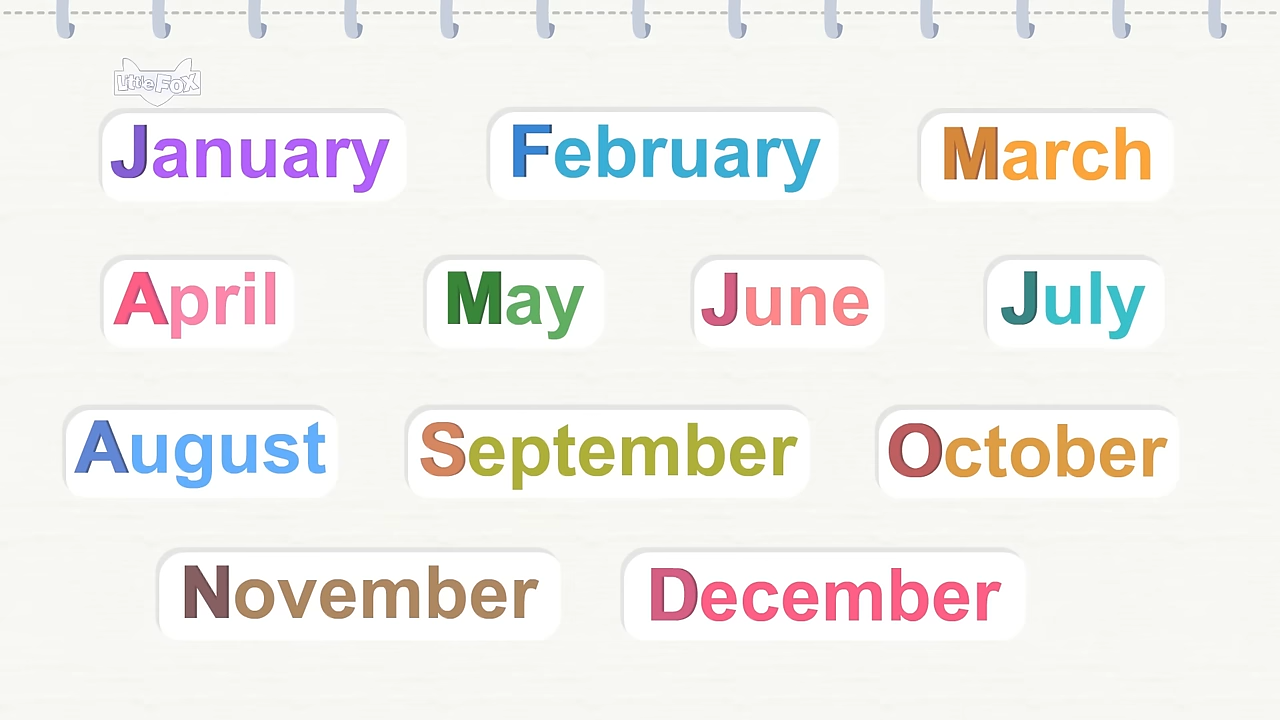 Little Fox
January February March
April May June July
August September October
November December